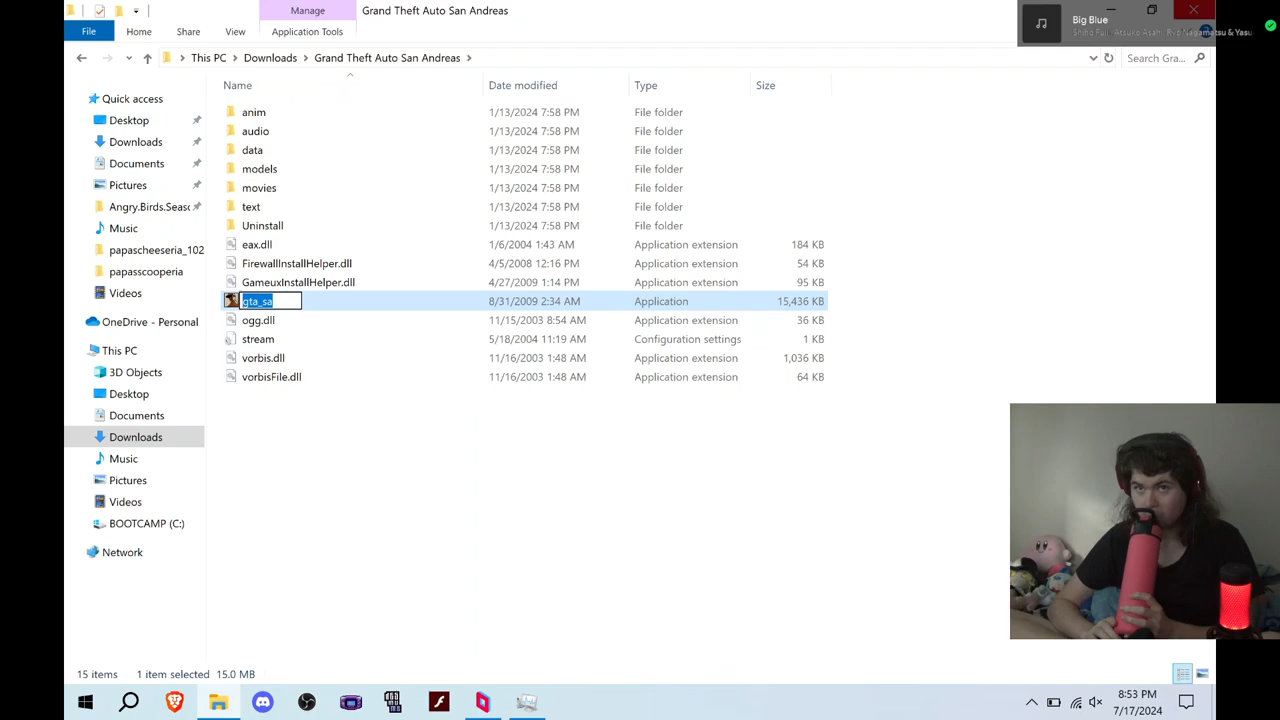 Manage
Grand Theft Auto San Andreas
Big Blue
File
Home
Share
View
Application Tools
This PC
Downloads
Grand Theft Auto San Andreas
Search Gra...
Name
Date modified
Type
Size
Quick access
Desktop
Downloads
Documents
Pictures
Angry.Birds.Seaso
Music
papascheeseria_102
papasscooperia
Videos
OneDrive - Personal
This PC
3D Objects
Desktop
Documents
Downloads
Music
Pictures
Videos
BOOTCAMP (C:)
Network
anim 1/13/2024 7:58 PM File folder
audio 1/13/2024 7:58 PM File folder
data 1/13/2024 7:58 PM File folder
models 1/13/2024 7:58 PM File folder
movies 1/13/2024 7:58 PM File folder
text 1/13/2024 7:58 PM File folder
Uninstall 1/13/2024 7:58 PM File folder
eax.dll 1/6/2004 1:43 AM Application extension 184 KB
FirewallInstallHelper.dll 4/5/2008 12:16 PM Application extension 54 KB
GameuxInstallHelper.dll 4/27/2009 1:14 PM Application extension 95 KB
gta_sa 8/31/2009 2:34 AM Application 15,436 KB
ogg.dll 11/15/2003 8:54 AM Application extension 36 KB
stream 5/18/2004 11:19 AM Configuration settings 1 KB
vorbis.dll 11/16/2003 1:48 AM Application extension 1,036 KB
vorbisFile.dll 11/16/2003 1:48 AM Application extension 64 KB
15 items
1 item selected
15.0 MB
8:53 PM
7/17/2024